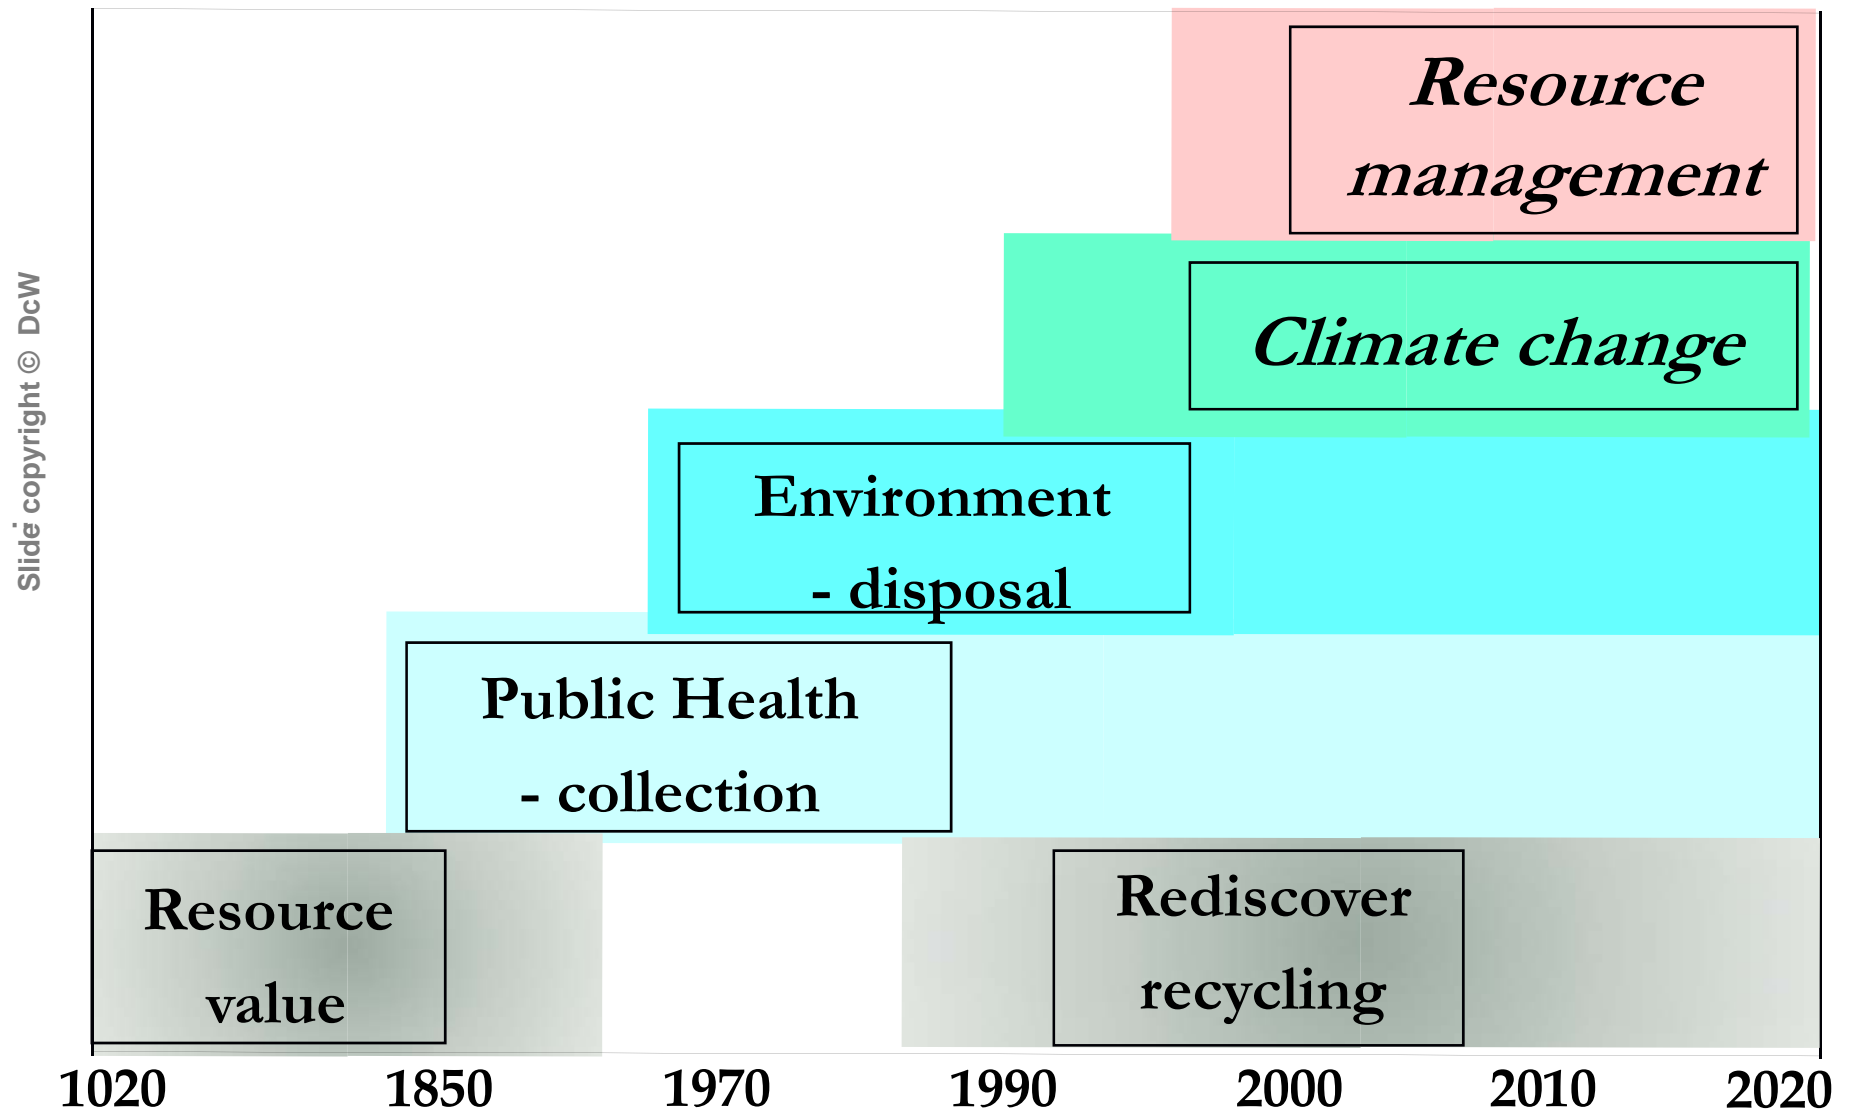 Resource
management
Climate change
Environment
- disposal
Public Health
- collection
Resource
value
Rediscover
recycling
1020 1850 1970 1990 2000 2010 2020
Slide copyright © DcW